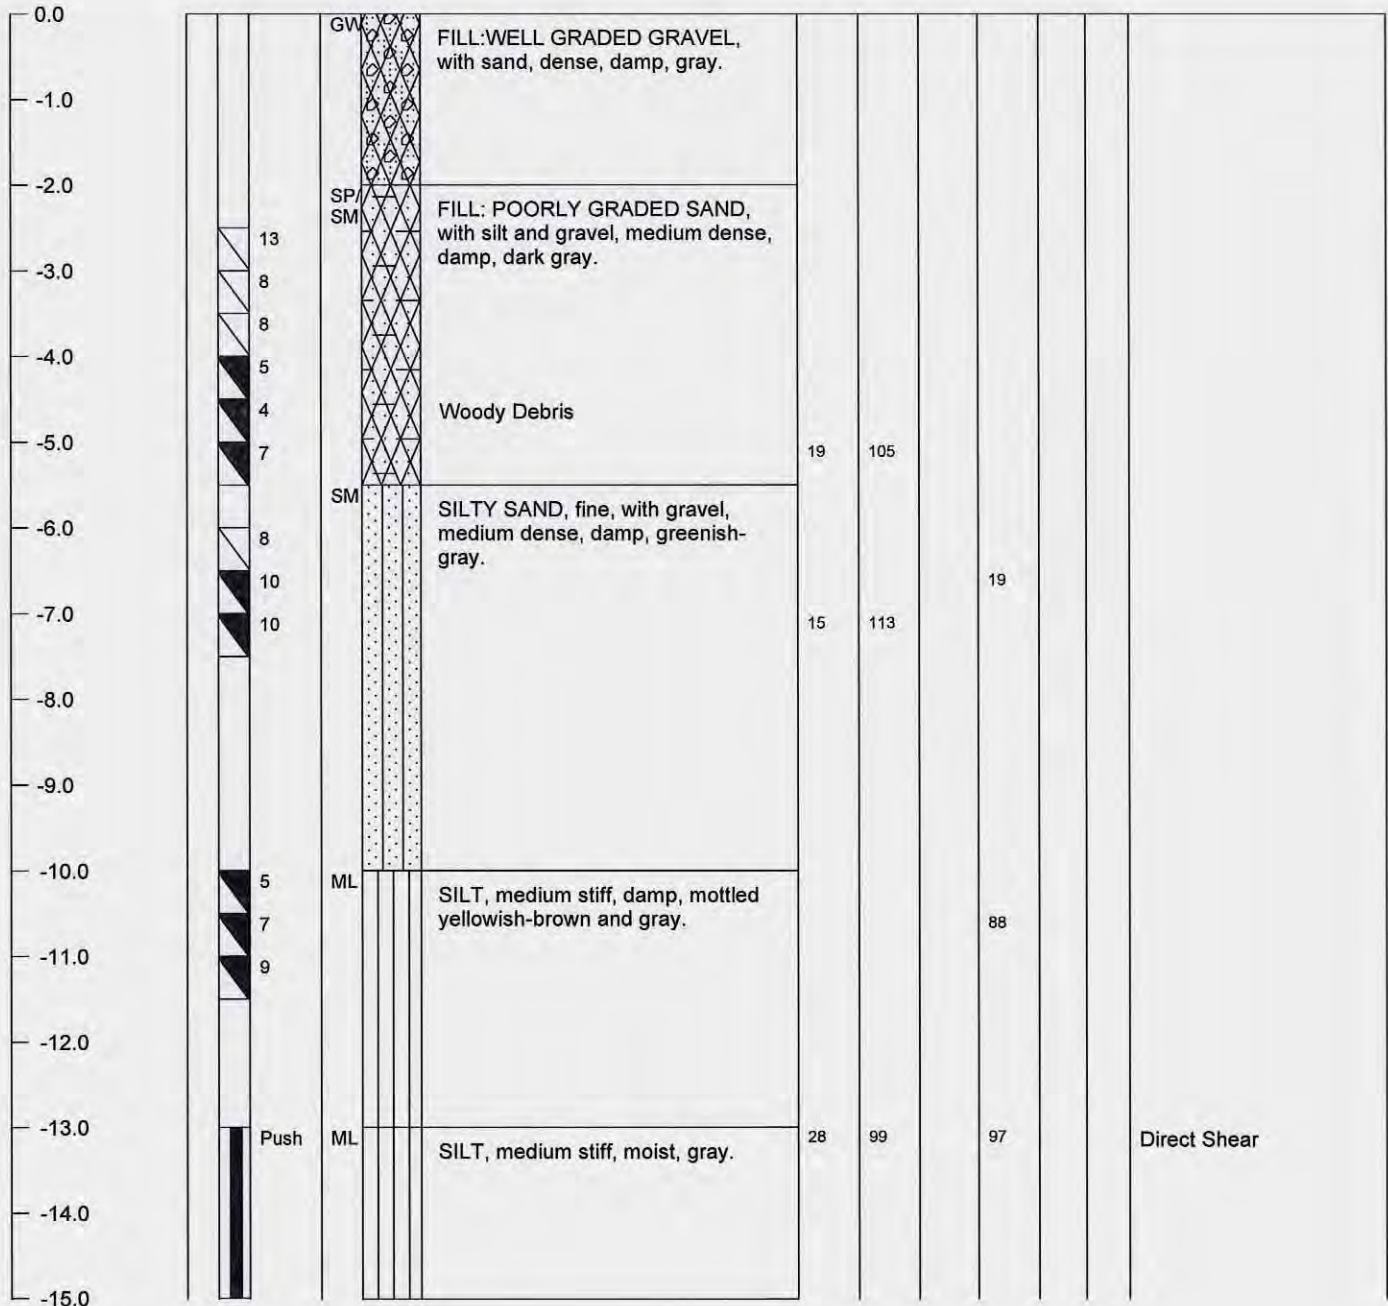 0.0
GW
FILL:WELL GRADED GRAVEL,
with sand, dense, damp, gray.
-1.0
-2.0
SP/
SM
FILL: POORLY GRADED SAND,
with silt and gravel, medium dense,
damp, dark gray.
13
-3.0
8
8
-4.0
5
4
Woody Debris
-5.0
7
19
105
SM
SILTY SAND, fine, with gravel,
medium dense, damp, greenish-
gray.
-6.0
8
10
19
-7.0
10
15
113
-8.0
-9.0
-10.0
5
ML
SILT, medium stiff, damp, mottled
yellowish-brown and gray.
7
88
-11.0
9
-12.0
-13.0
Push
ML
SILT, medium stiff, moist, gray.
28
99
97
Direct Shear
-14.0
-15.0